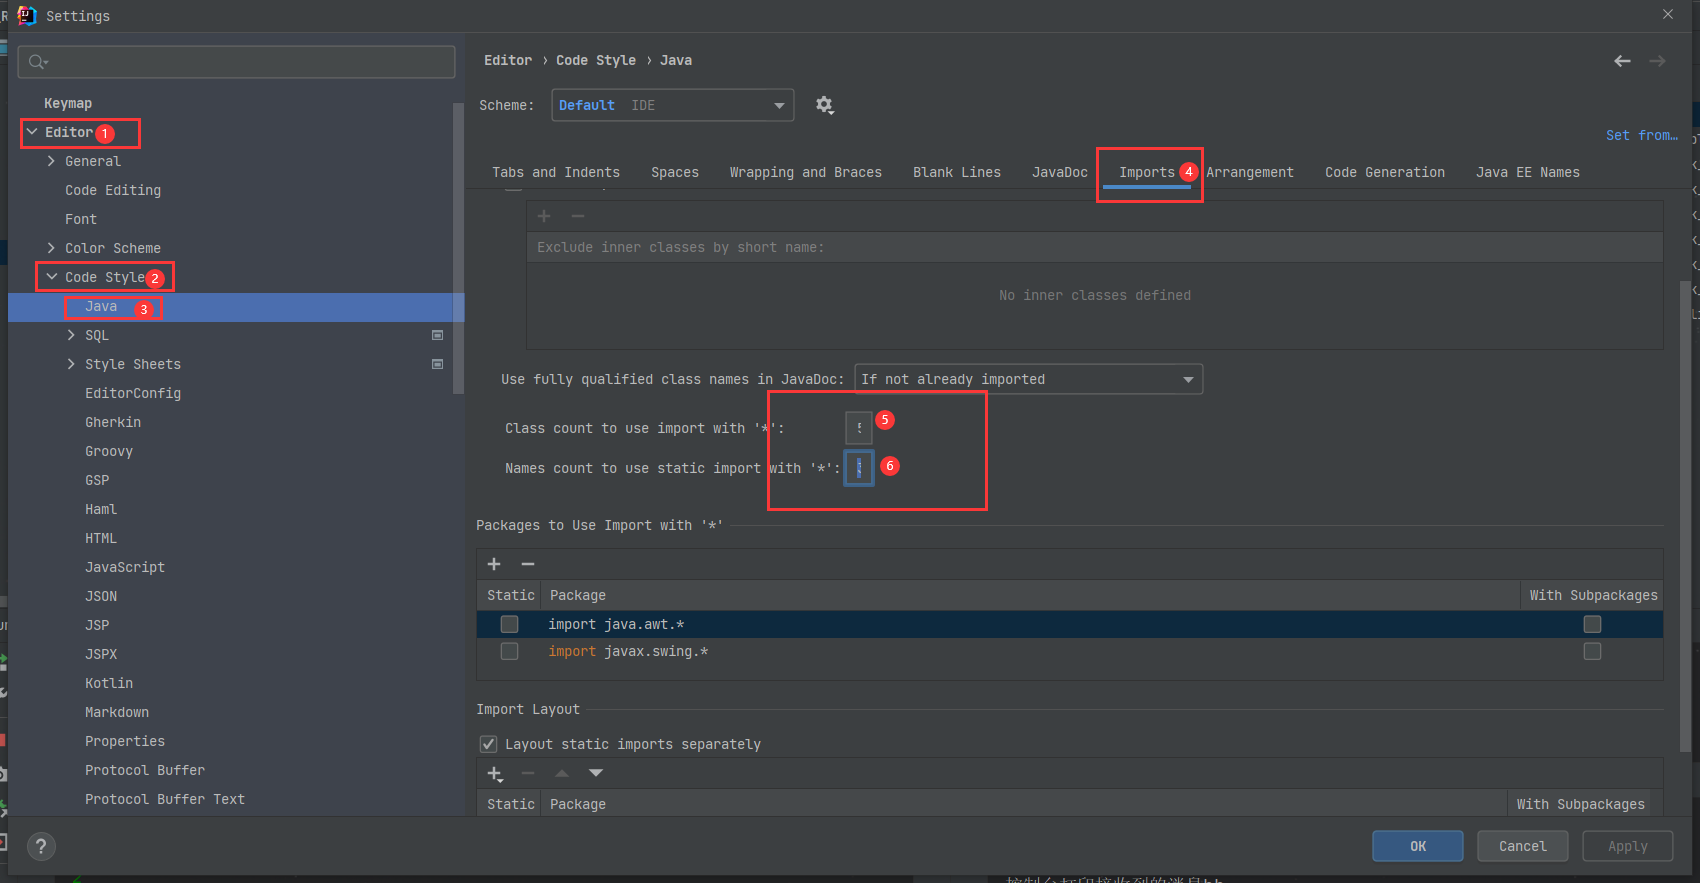 Settings
Keymap
Editor 1
General
Code Editing
Font
Color Scheme
Code Style 2
Java 3
SQL
Style Sheets
EditorConfig
Gherkin
Groovy
GSP
Haml
HTML
JavaScript
JSON
JSP
JSPX
Kotlin
Markdown
Properties
Protocol Buffer
Protocol Buffer Text
Editor › Code Style › Java
Scheme: Default IDE
Set from...
Tabs and Indents Spaces Wrapping and Braces Blank Lines JavaDoc Imports 4 Arrangement Code Generation Java EE Names
Exclude inner classes by short name:
No inner classes defined
Use fully qualified class names in JavaDoc: If not already imported
Class count to use import with '*': 5 5
Names count to use static import with '*': 6
Packages to Use Import with '*'
Static Package With Subpackages
import java.awt.*
import javax.swing.*
Import Layout
Layout static imports separately
Static Package With Subpackages
? OK Cancel Apply